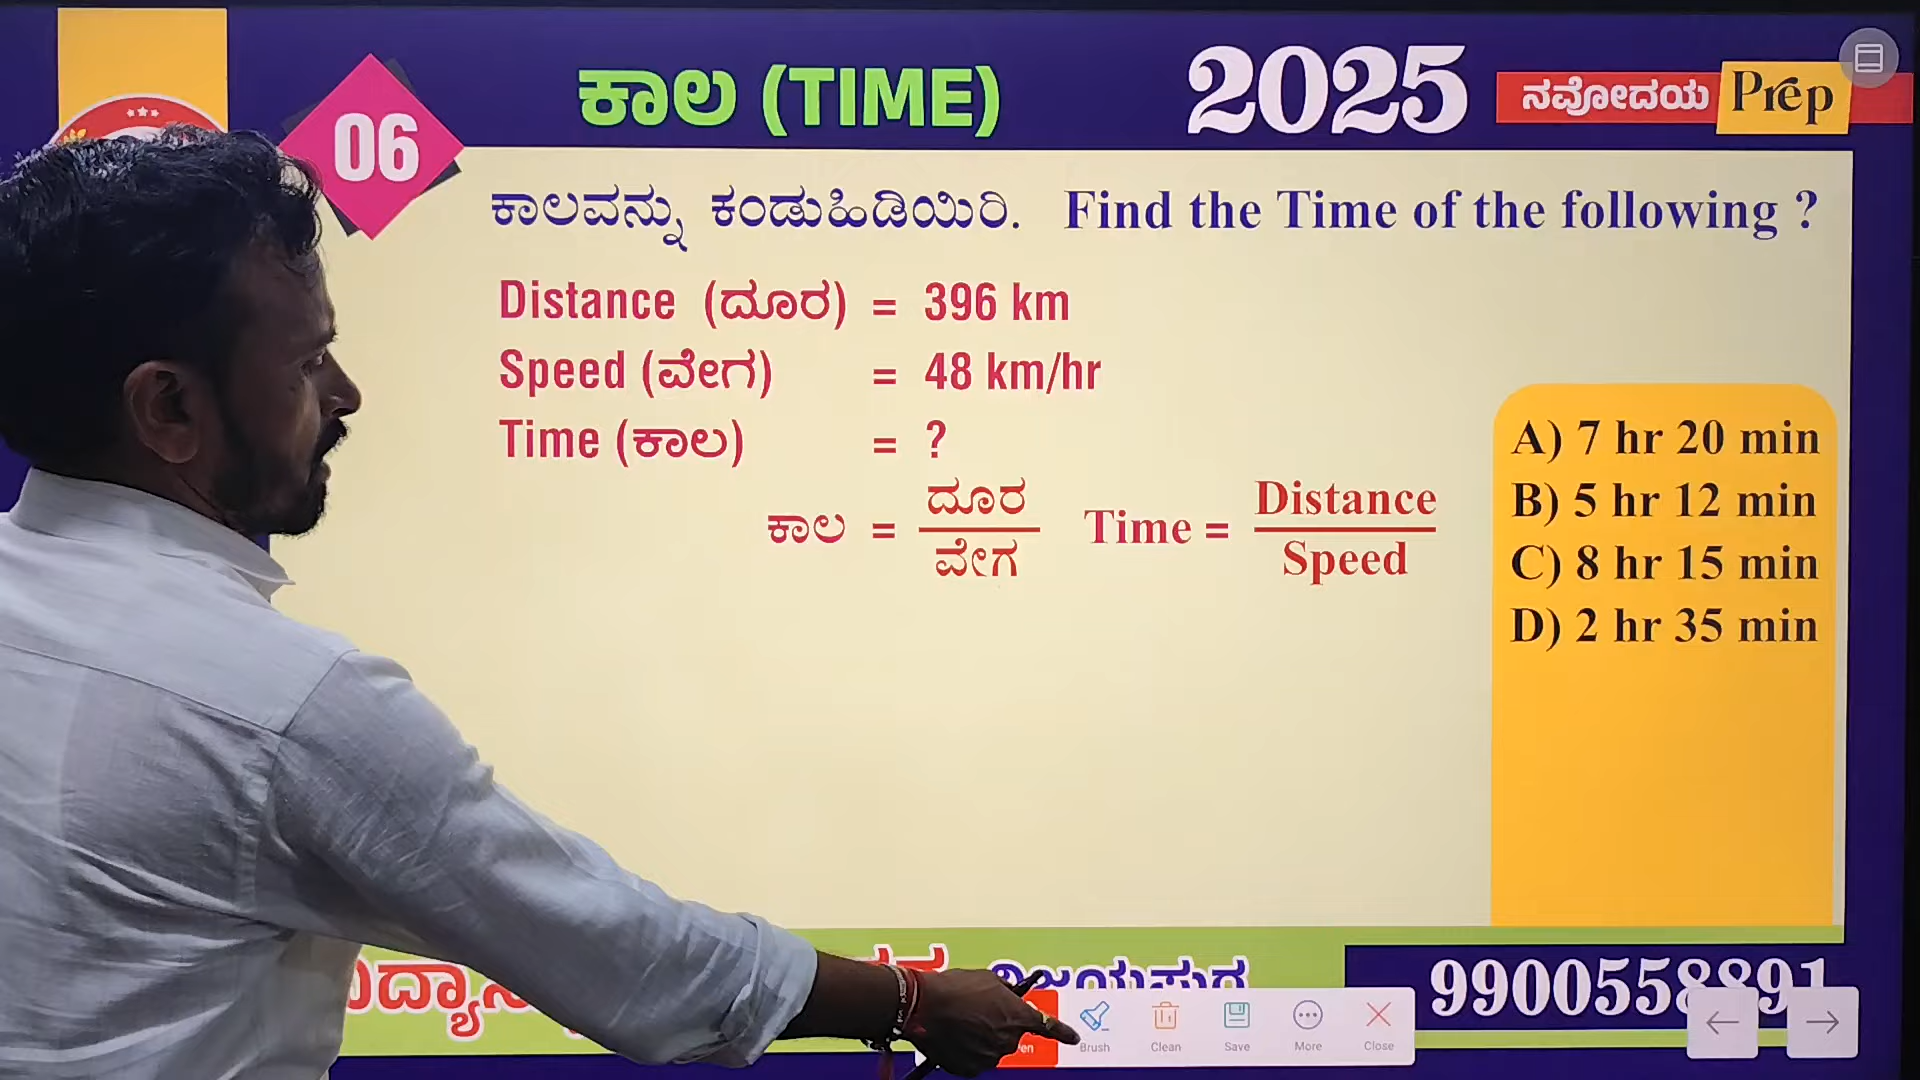 ಕಾಲ (TIME)
2025
ನವೋದಯ Prep
06
ಕಾಲವನ್ನು ಕಂಡುಹಿಡಿಯಿರಿ. Find the Time of the following ?
Distance (ದೂರ) = 396 km
Speed (ವೇಗ) = 48 km/hr
Time (ಕಾಲ) = ?
ಕಾಲ = ದೂರ / ವೇಗ Time = Distance / Speed
A) 7 hr 20 min
B) 5 hr 12 min
C) 8 hr 15 min
D) 2 hr 35 min
ವಿಜಯಪುರ
9900558891
Brush Clean Save More Close